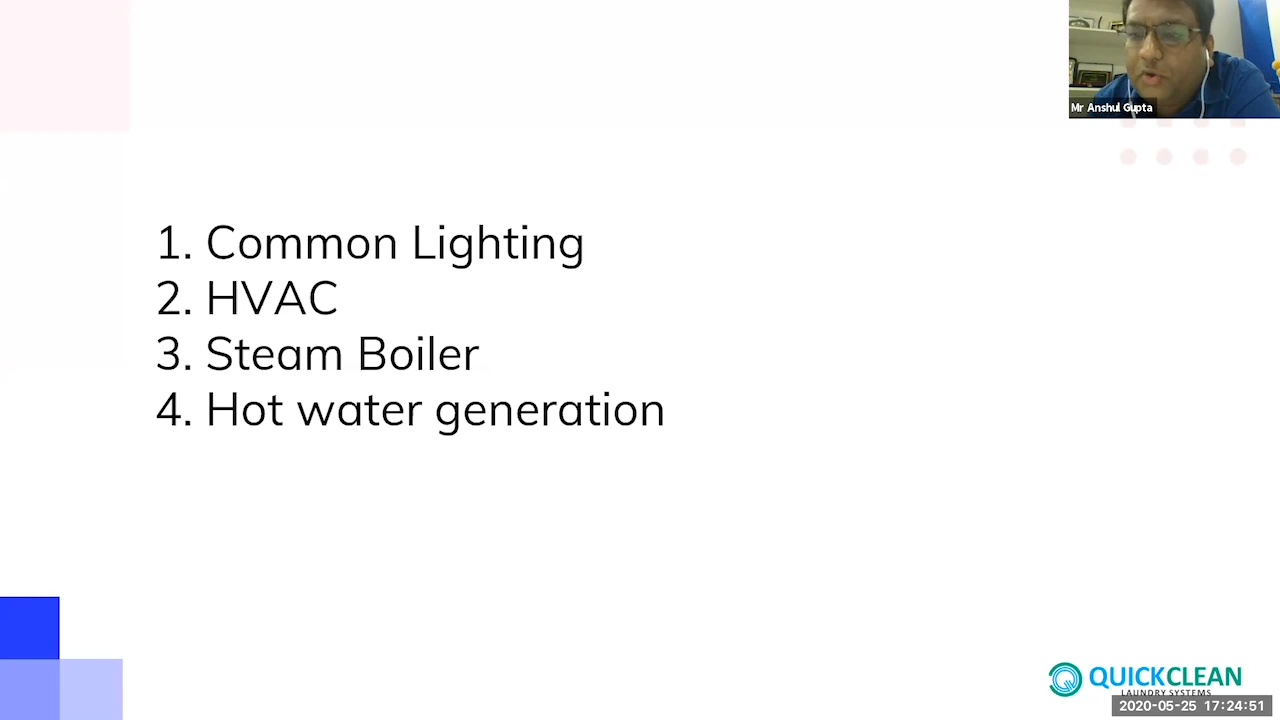 Mr Anshul Gupta
1. Common Lighting
2. HVAC
3. Steam Boiler
4. Hot water generation
QUICKCLEAN
LAUNDRY SYSTEMS
2020-05-25 17:24:51